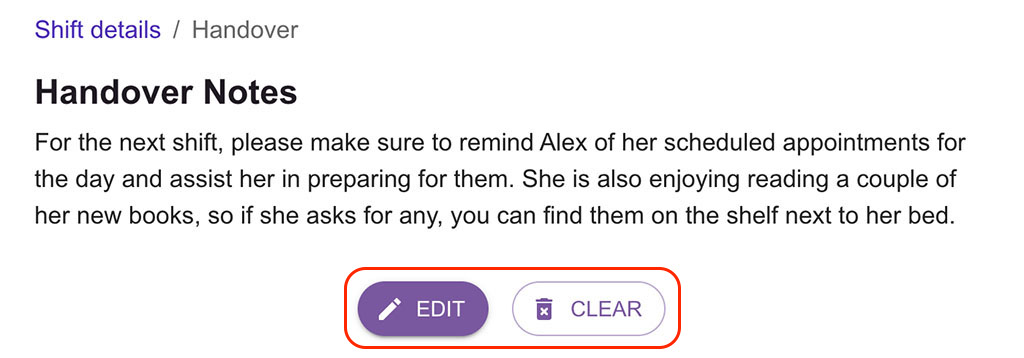 Shift details / Handover
Handover Notes
For the next shift, please make sure to remind Alex of her scheduled appointments for
the day and assist her in preparing for them. She is also enjoying reading a couple of
her new books, so if she asks for any, you can find them on the shelf next to her bed.
EDIT CLEAR